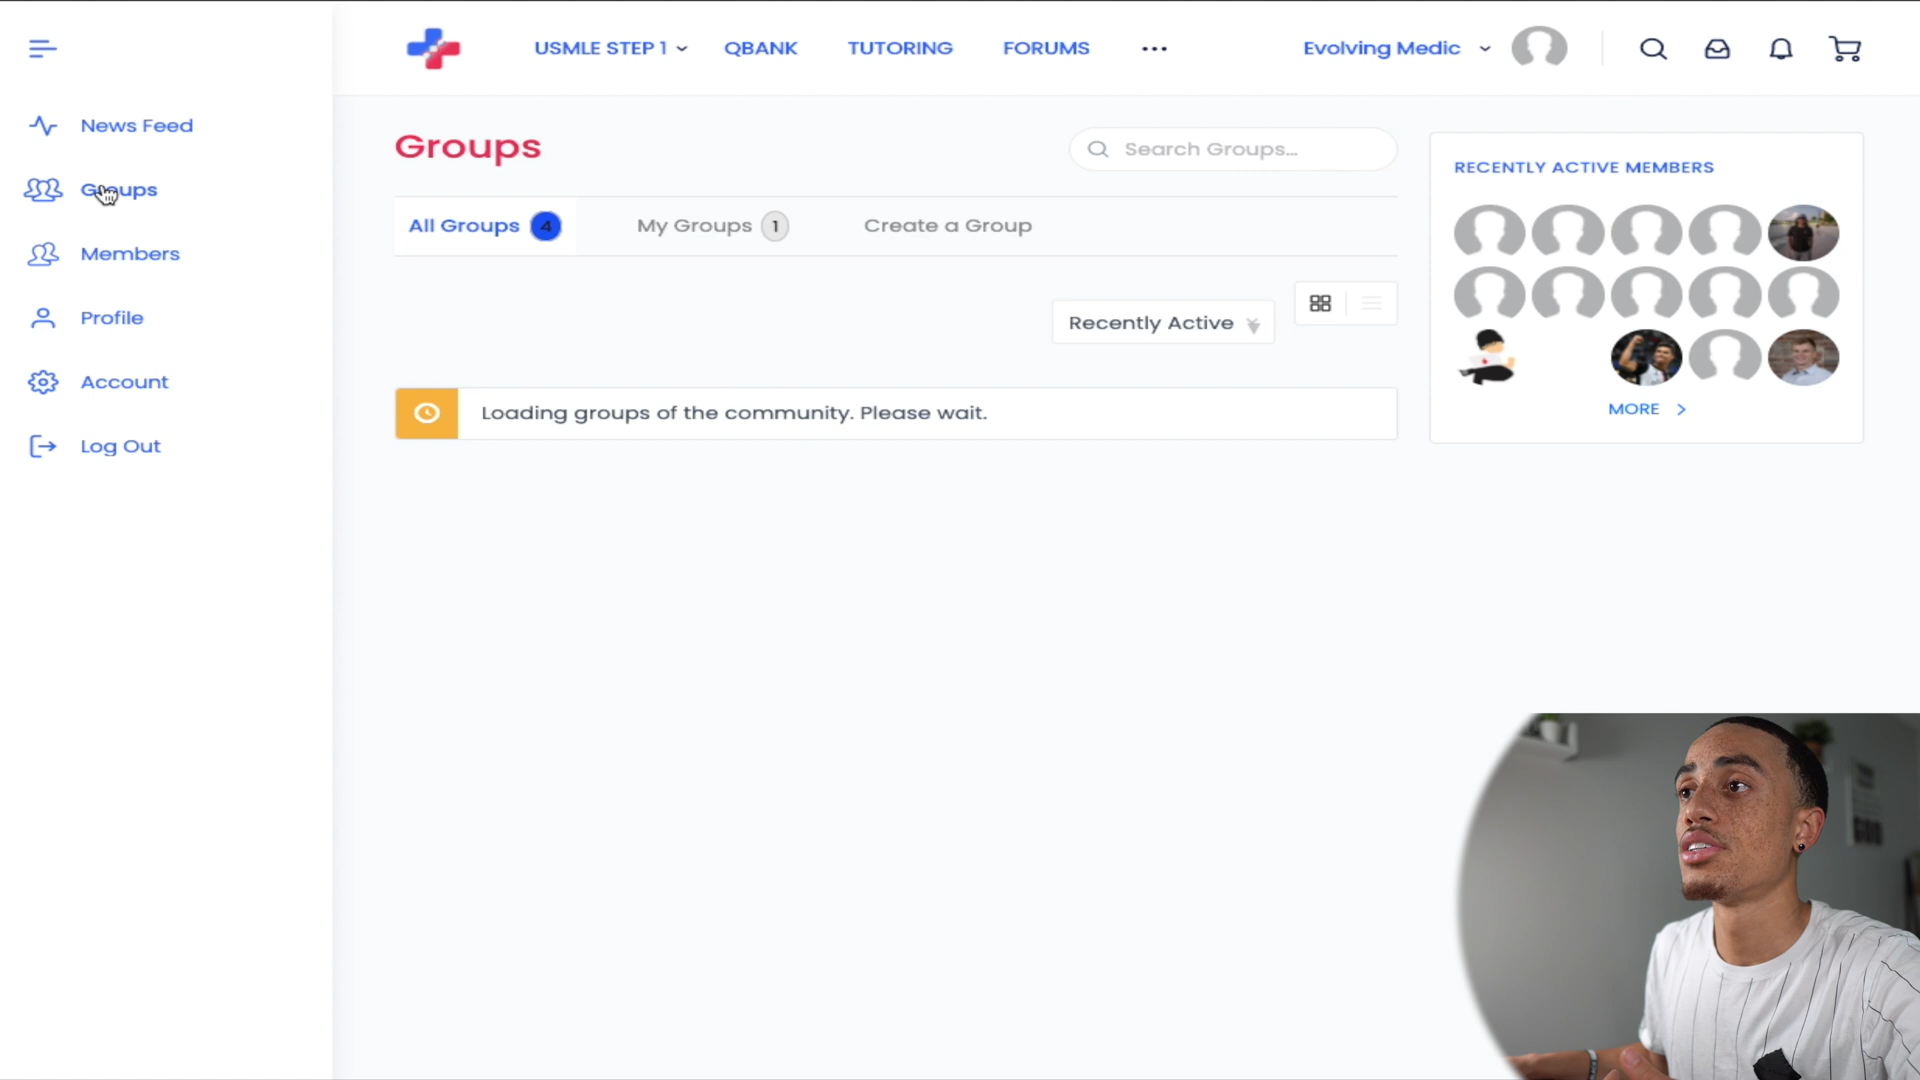 USMLE STEP 1 QBANK TUTORING FORUMS ... Evolving Medic
News Feed
Groups
Members
Profile
Account
Log Out
Groups
Search Groups...
All Groups 4 My Groups 1 Create a Group
Recently Active
Loading groups of the community. Please wait.
RECENTLY ACTIVE MEMBERS
MORE >